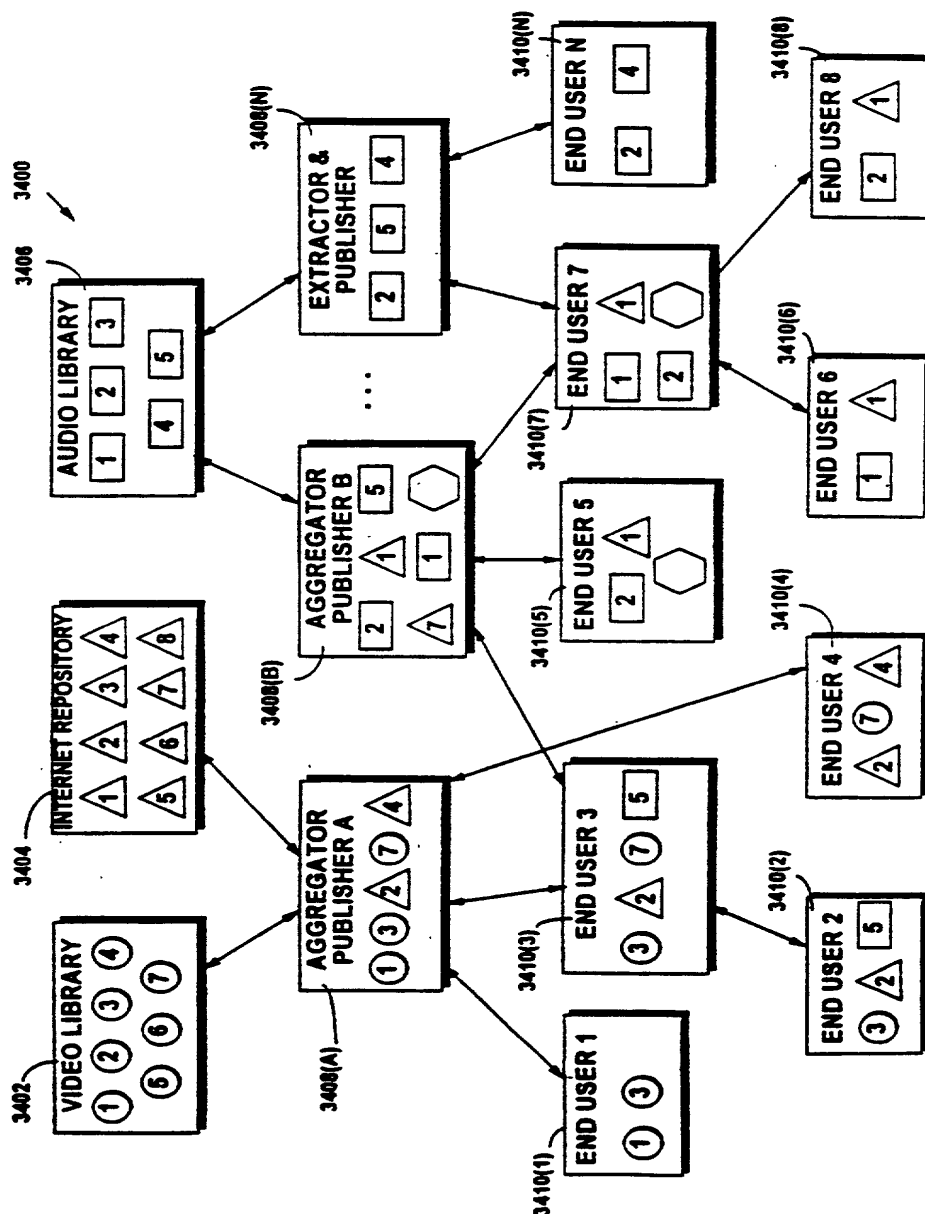 3400
3402
VIDEO LIBRARY
1 2 3 4
5 6 7
3404
INTERNET REPOSITORY
1 2 3 4
5 6 7 8
3406
AUDIO LIBRARY
1 2 3
4 5
3408(A)
AGGREGATOR
PUBLISHER A
1 3 2 7 4
3408(B)
AGGREGATOR
PUBLISHER B
2 1 5
7 1
...
3408(N)
EXTRACTOR &
PUBLISHER
2 5 4
3410(1)
END USER 1
1 3
3410(3)
END USER 3
3 2 7 5
3410(5)
END USER 5
2 1
3410(7)
END USER 7
1 1
2
3410(N)
END USER N
2 4
3410(2)
END USER 2
3 2 5
3410(4)
END USER 4
2 7 4
3410(6)
END USER 6
1 1
3410(8)
END USER 8
2 1